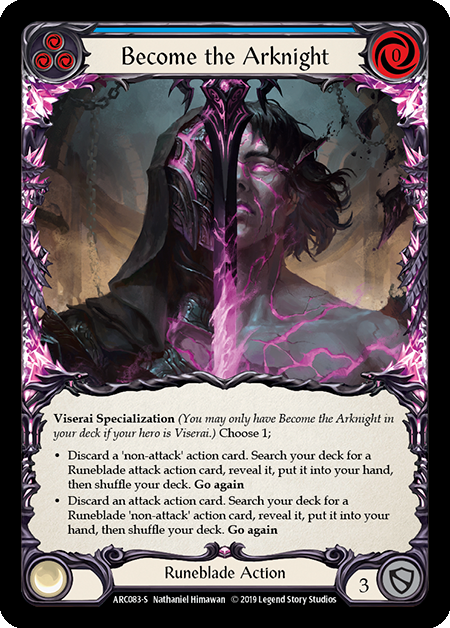 Become the Arknight
0
Viserai Specialization (You may only have Become the Arknight in
your deck if your hero is Viserai.) Choose 1;
• Discard a 'non-attack' action card. Search your deck for a
Runeblade attack action card, reveal it, put it into your hand,
then shuffle your deck. Go again
• Discard an attack action card. Search your deck for a
Runeblade 'non-attack' action card, reveal it, put it into your
hand, then shuffle your deck. Go again
Runeblade Action
3
ARC083-S Nathaniel Himawan © 2019 Legend Story Studios